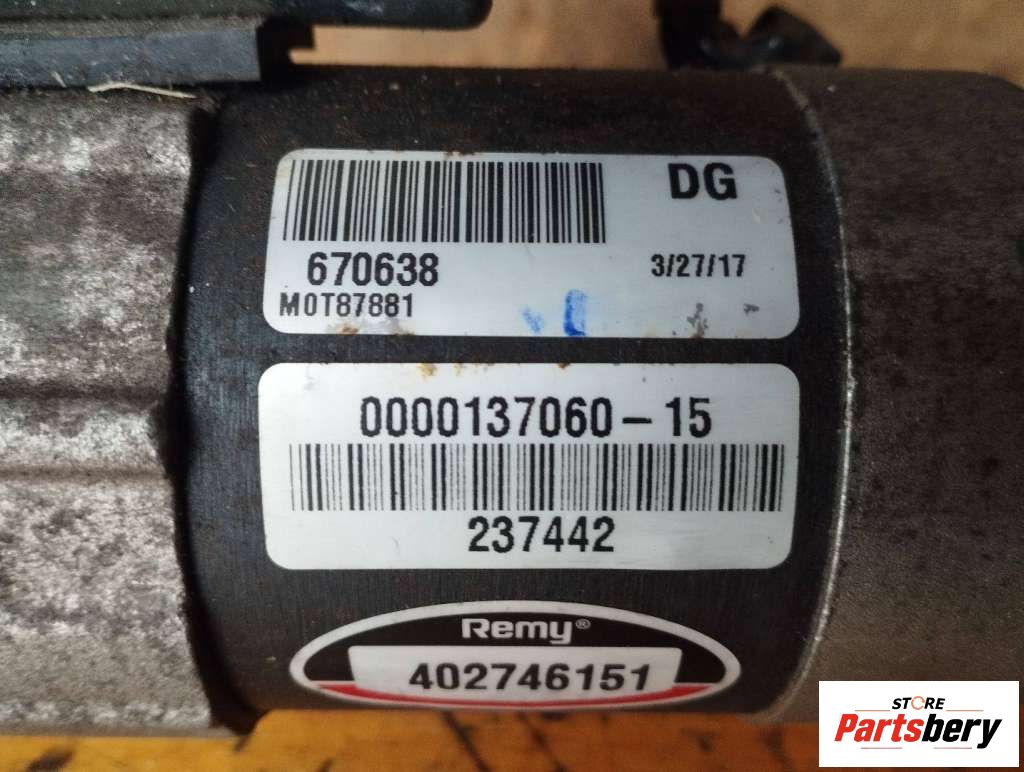 DG
670638
3/27/17
M0T87881
0000137060-15
237442
Remy®
402746151
STORE
Partsbery